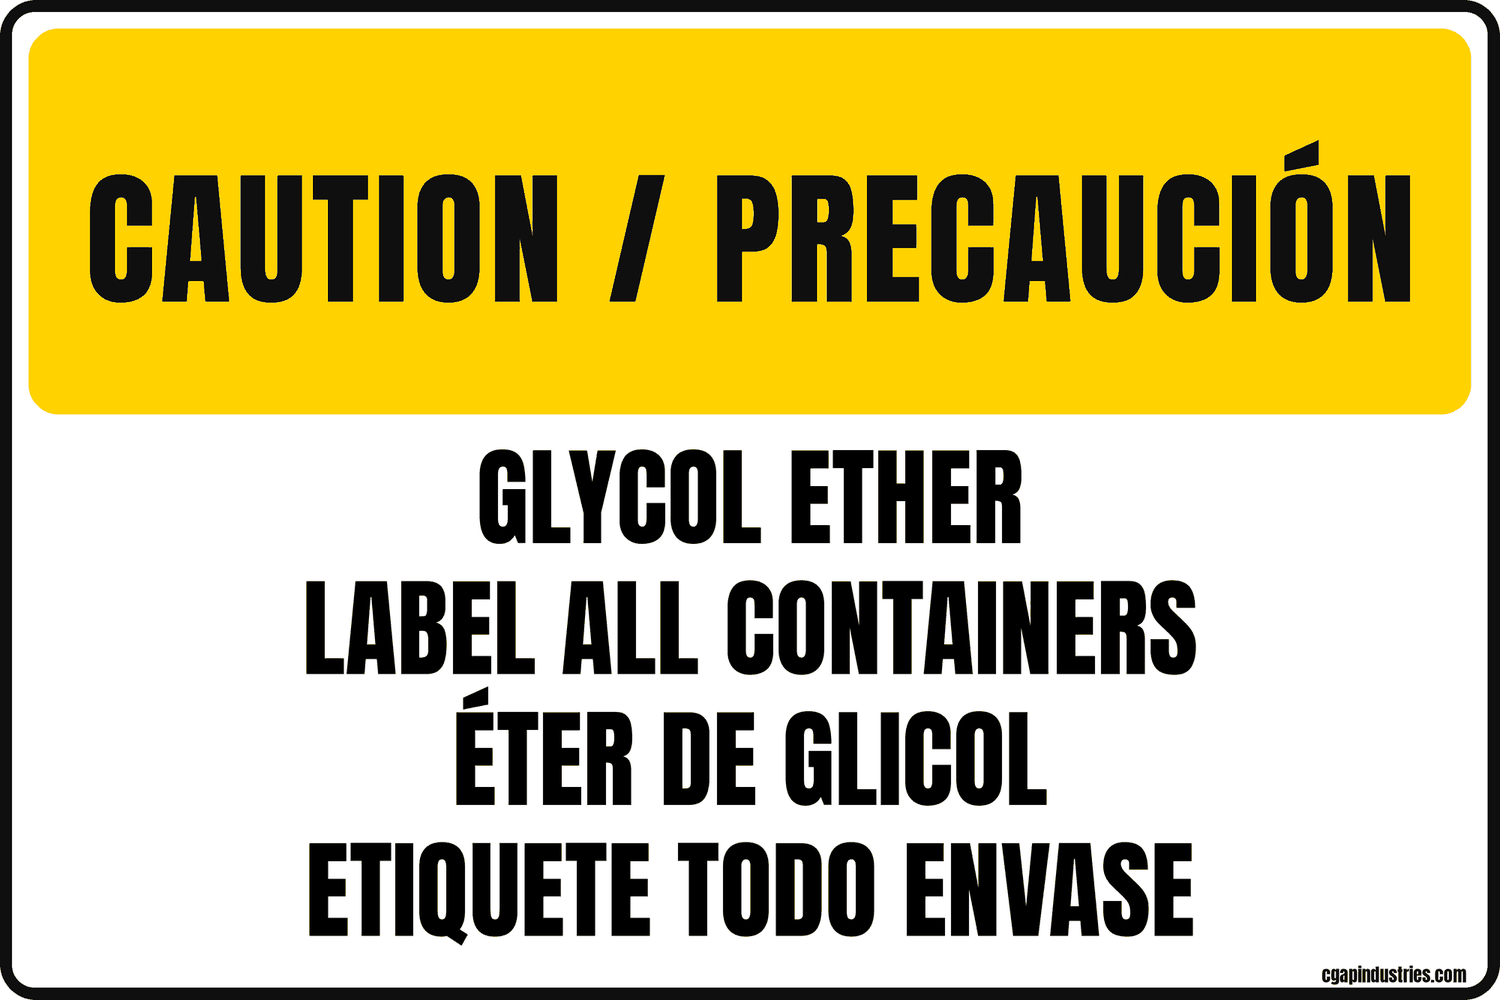 CAUTION / PRECAUCIÓN
GLYCOL ETHER
LABEL ALL CONTAINERS
ÉTER DE GLICOL
ETIQUETE TODO ENVASE
cgapindustries.com